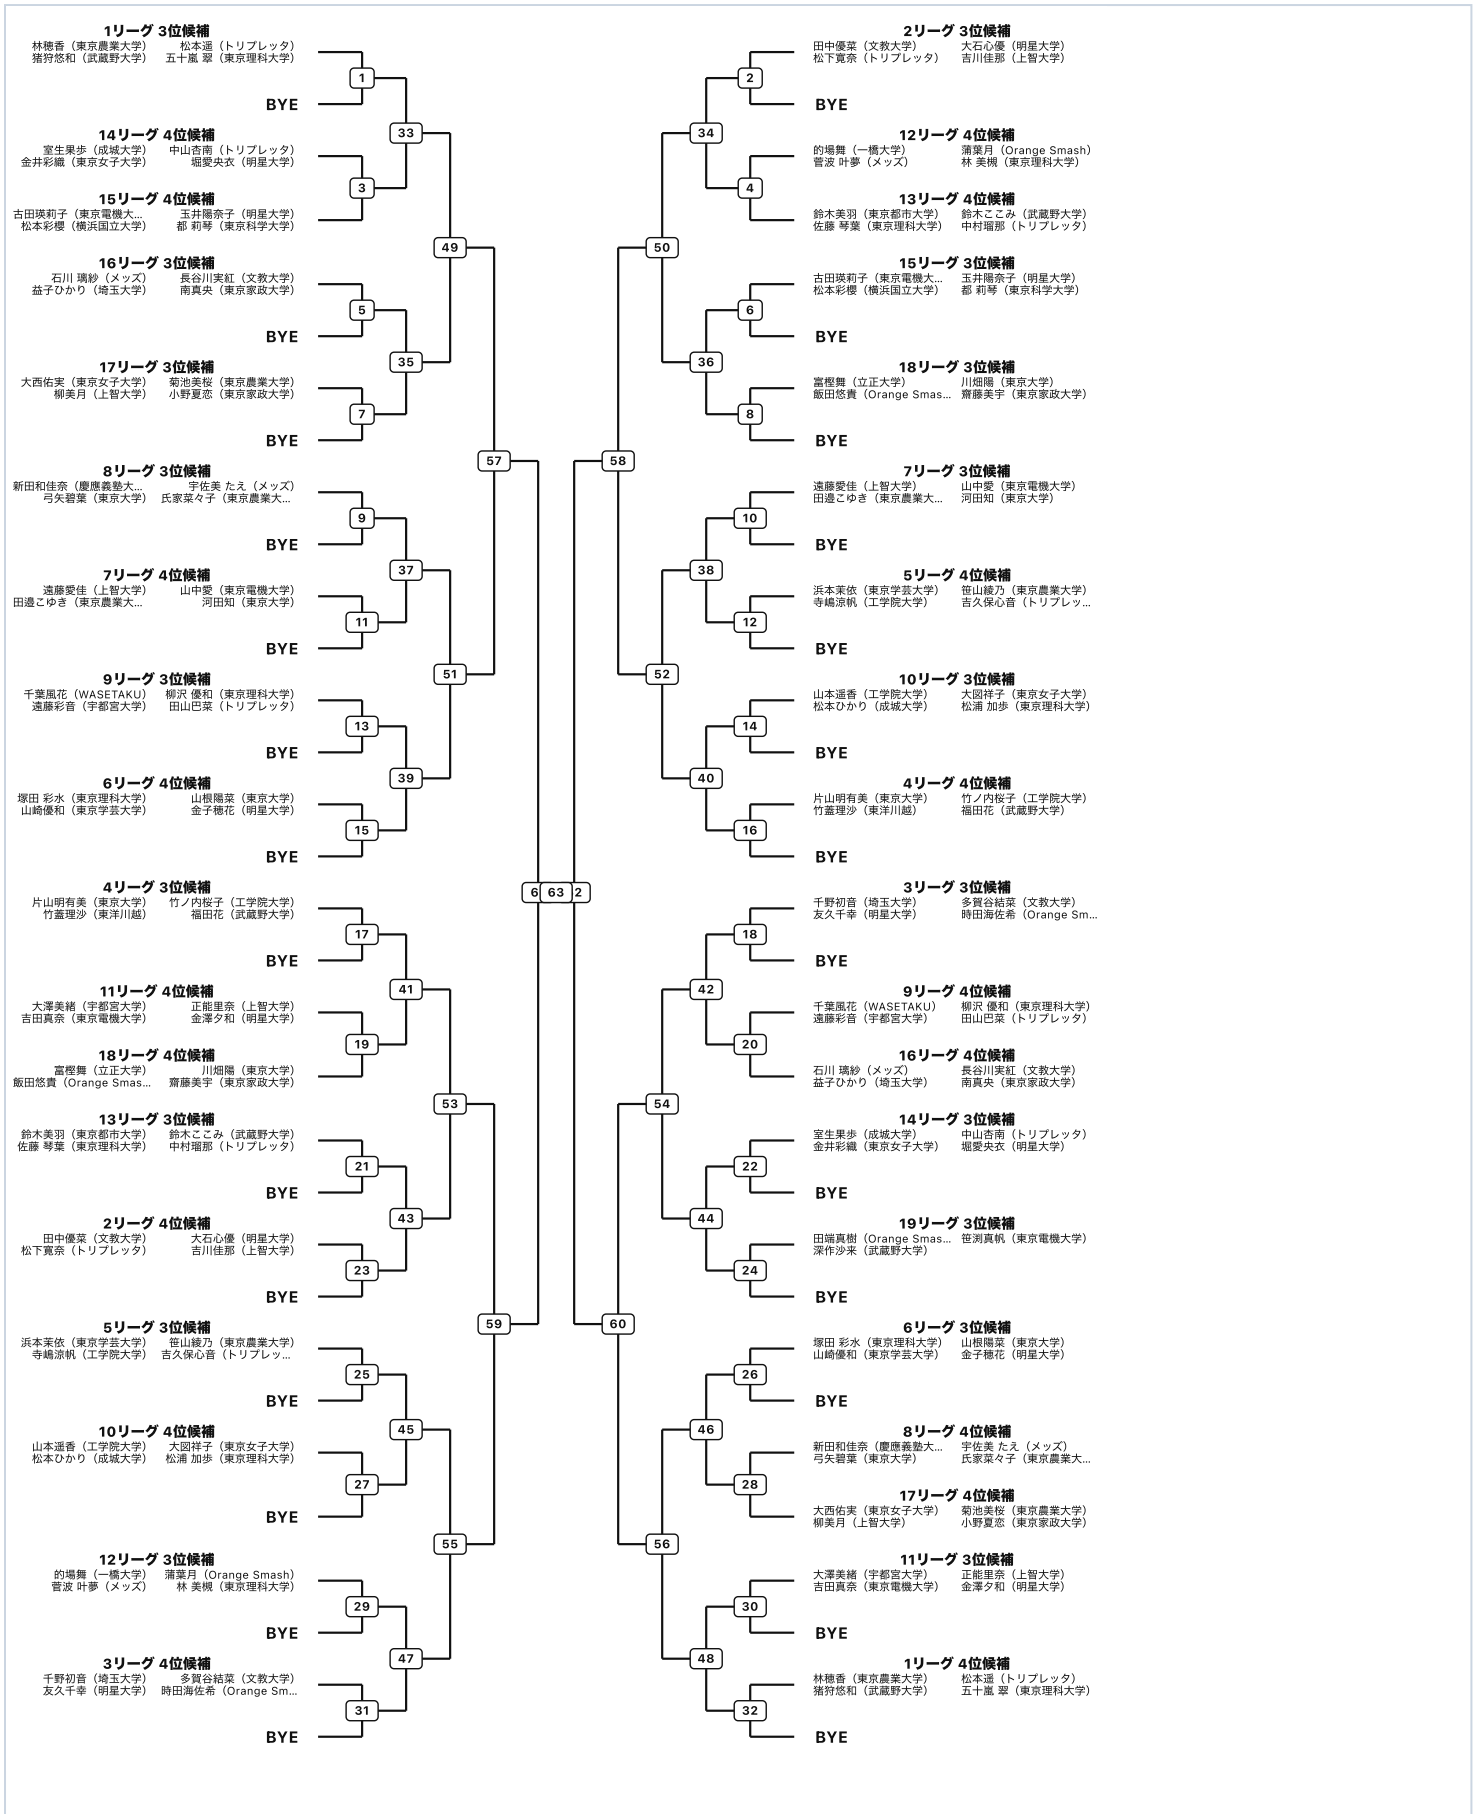 1リーグ 3位候補
林穂香（東京農業大学） 松本遥（トリプレッタ）
猪狩悠和（武蔵野大学） 五十嵐 翠（東京理科大学）
1
BYE
14リーグ 4位候補
33
室生果歩（成城大学） 中山杏南（トリプレッタ）
金井彩織（東京女子大学） 堀愛央衣（明星大学）
3
15リーグ 4位候補
古田瑛莉子（東京電機大... 玉井陽奈子（明星大学）
松本彩櫻（横浜国立大学） 都 莉琴（東京科学大学）
49
16リーグ 3位候補
石川 璃紗（メッズ） 長谷川実紅（文教大学）
益子ひかり（埼玉大学） 南真央（東京家政大学）
5
BYE
35
17リーグ 3位候補
大西佑実（東京女子大学） 菊池美桜（東京農業大学）
柳美月（上智大学） 小野夏恋（東京家政大学）
7
BYE
57
8リーグ 3位候補
新田和佳奈（慶應義塾大... 宇佐美 たえ（メッズ）
弓矢碧葉（東京大学） 氏家菜々子（東京農業大...
9
BYE
37
7リーグ 4位候補
遠藤愛佳（上智大学） 山中愛（東京電機大学）
田邉こゆき（東京農業大... 河田知（東京大学）
11
BYE
51
9リーグ 3位候補
千葉風花（WASETAKU） 柳沢 優和（東京理科大学）
遠藤彩音（宇都宮大学） 田山巴菜（トリプレッタ）
13
BYE
39
6リーグ 4位候補
塚田 彩水（東京理科大学） 山根陽菜（東京大学）
山崎優和（東京学芸大学） 金子穂花（明星大学）
15
BYE
4リーグ 3位候補
片山明有美（東京大学） 竹ノ内桜子（工学院大学）
竹蓋理沙（東洋川越） 福田花（武蔵野大学）
17
BYE
41
11リーグ 4位候補
大澤美緒（宇都宮大学） 正能里奈（上智大学）
吉田真奈（東京電機大学） 金澤夕和（明星大学）
19
18リーグ 4位候補
富樫舞（立正大学） 川畑陽（東京大学）
飯田悠貴（Orange Smas... 齋藤美宇（東京家政大学）
53
13リーグ 3位候補
鈴木美羽（東京都市大学） 鈴木ここみ（武蔵野大学）
佐藤 琴葉（東京理科大学） 中村瑠那（トリプレッタ）
21
BYE
43
2リーグ 4位候補
田中優菜（文教大学） 大石心優（明星大学）
松下寛奈（トリプレッタ） 吉川佳那（上智大学）
23
BYE
59
5リーグ 3位候補
浜本茉依（東京学芸大学） 笹山綾乃（東京農業大学）
寺嶋涼帆（工学院大学） 吉久保心音（トリプレッ...
25
BYE
45
10リーグ 3位候補
山本遥香（工学院大学） 大図祥子（東京女子大学）
松本ひかり（成城大学） 松浦 加歩（東京理科大学）
27
BYE
55
12リーグ 3位候補
的場舞（一橋大学） 蒲葉月（Orange Smash）
菅波 叶夢（メッズ） 林 美槻（東京理科大学）
29
BYE
47
3リーグ 4位候補
千野初音（埼玉大学） 多賀谷結菜（文教大学）
友久千幸（明星大学） 時田海佐希（Orange Sm...
31
BYE
6 63 2
2リーグ 3位候補
田中優菜（文教大学） 大石心優（明星大学）
松下寛奈（トリプレッタ） 吉川佳那（上智大学）
2
BYE
34
12リーグ 4位候補
的場舞（一橋大学） 蒲葉月（Orange Smash）
菅波 叶夢（メッズ） 林 美槻（東京理科大学）
4
13リーグ 4位候補
鈴木美羽（東京都市大学） 鈴木ここみ（武蔵野大学）
佐藤 琴葉（東京理科大学） 中村瑠那（トリプレッタ）
50
15リーグ 3位候補
古田瑛莉子（東京電機大... 玉井陽奈子（明星大学）
松本彩櫻（横浜国立大学） 都 莉琴（東京科学大学）
6
BYE
36
18リーグ 3位候補
富樫舞（立正大学） 川畑陽（東京大学）
飯田悠貴（Orange Smas... 齋藤美宇（東京家政大学）
8
BYE
58
7リーグ 3位候補
遠藤愛佳（上智大学） 山中愛（東京電機大学）
田邉こゆき（東京農業大... 河田知（東京大学）
10
BYE
38
5リーグ 4位候補
浜本茉依（東京学芸大学） 笹山綾乃（東京農業大学）
寺嶋涼帆（工学院大学） 吉久保心音（トリプレッ...
12
BYE
52
10リーグ 3位候補
山本遥香（工学院大学） 大図祥子（東京女子大学）
松本ひかり（成城大学） 松浦 加歩（東京理科大学）
14
BYE
40
4リーグ 4位候補
片山明有美（東京大学） 竹ノ内桜子（工学院大学）
竹蓋理沙（東洋川越） 福田花（武蔵野大学）
16
BYE
3リーグ 3位候補
千野初音（埼玉大学） 多賀谷結菜（文教大学）
友久千幸（明星大学） 時田海佐希（Orange Sm...
18
BYE
42
9リーグ 4位候補
千葉風花（WASETAKU） 柳沢 優和（東京理科大学）
遠藤彩音（宇都宮大学） 田山巴菜（トリプレッタ）
20
16リーグ 4位候補
石川 璃紗（メッズ） 長谷川実紅（文教大学）
益子ひかり（埼玉大学） 南真央（東京家政大学）
54
14リーグ 3位候補
室生果歩（成城大学） 中山杏南（トリプレッタ）
金井彩織（東京女子大学） 堀愛央衣（明星大学）
22
BYE
44
19リーグ 3位候補
田端真樹（Orange Smas... 笹渕真帆（東京電機大学）
深作沙来（武蔵野大学）
24
BYE
60
6リーグ 3位候補
塚田 彩水（東京理科大学） 山根陽菜（東京大学）
山崎優和（東京学芸大学） 金子穂花（明星大学）
26
BYE
46
8リーグ 4位候補
新田和佳奈（慶應義塾大... 宇佐美 たえ（メッズ）
弓矢碧葉（東京大学） 氏家菜々子（東京農業大...
28
17リーグ 4位候補
大西佑実（東京女子大学） 菊池美桜（東京農業大学）
柳美月（上智大学） 小野夏恋（東京家政大学）
56
11リーグ 3位候補
大澤美緒（宇都宮大学） 正能里奈（上智大学）
吉田真奈（東京電機大学） 金澤夕和（明星大学）
30
BYE
48
1リーグ 4位候補
林穂香（東京農業大学） 松本遥（トリプレッタ）
猪狩悠和（武蔵野大学） 五十嵐 翠（東京理科大学）
32
BYE